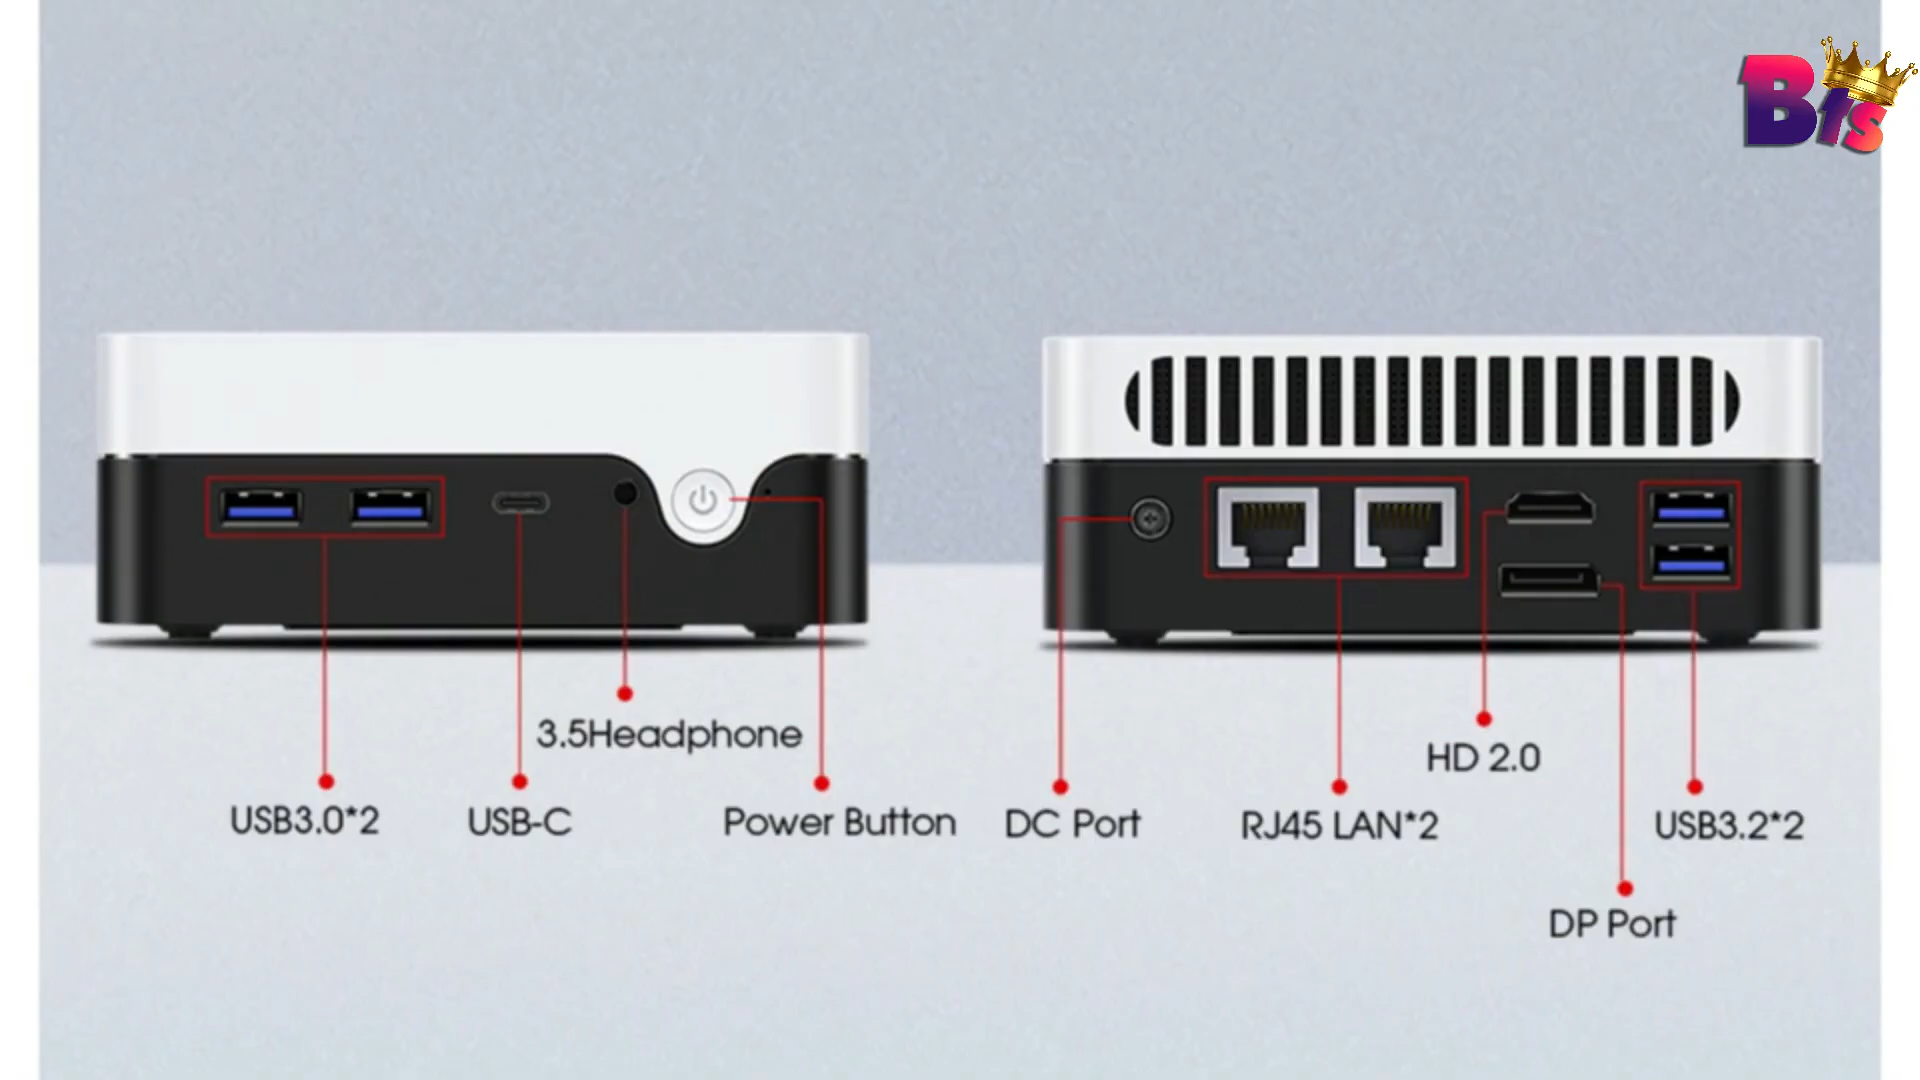 Bfs
3.5Headphone
USB3.0*2
USB-C
Power Button
DC Port
RJ45 LAN*2
HD 2.0
USB3.2*2
DP Port